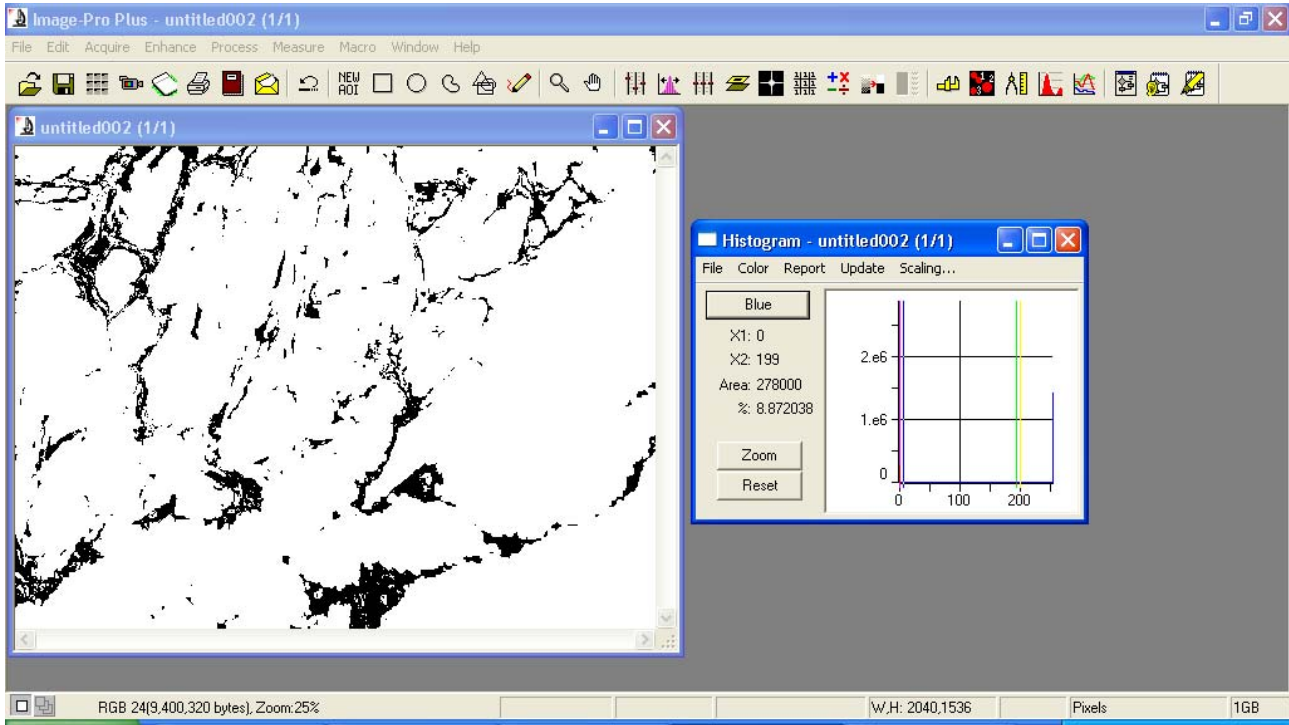 Image-Pro Plus - untitled002 (1/1)
File Edit Acquire Enhance Process Measure Macro Window Help
NEW
AOI
untitled002 (1/1)
Histogram - untitled002 (1/1)
File Color Report Update Scaling...
Blue
X1: 0
X2: 199
Area: 278000
%: 8.872038
Zoom
Reset
2.e6
1.e6
0
0 100 200
RGB 24(9,400,320 bytes), Zoom:25% W,H: 2040,1536 Pixels 1GB